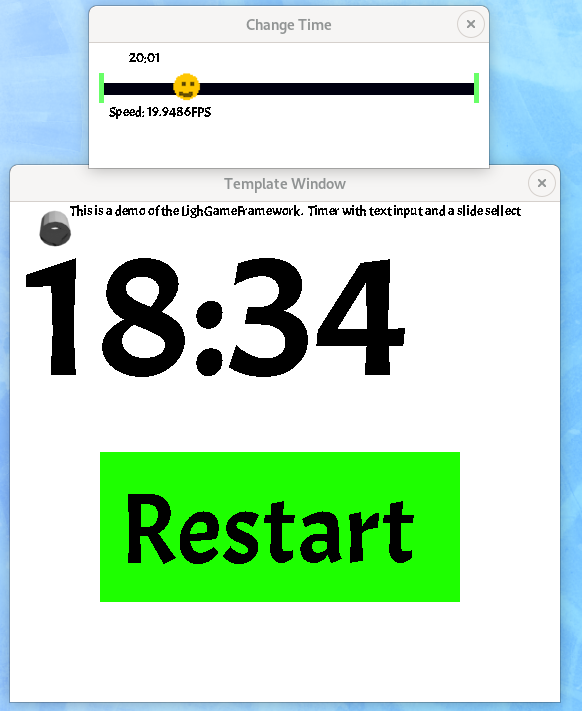 Change Time
20:01
Speed: 19.9486FPS
Template Window
This is a demo of the LighGameFramework. Timer with text input and a slide sellect
18:34
Restart